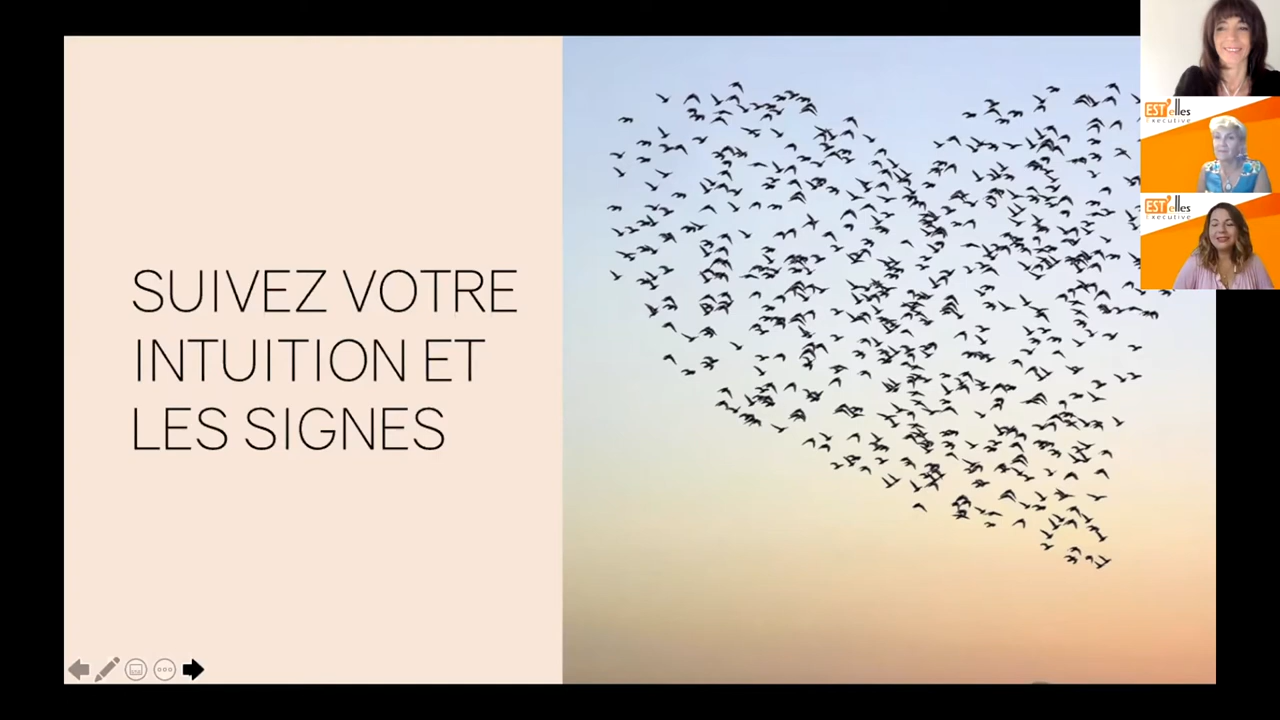 SUIVEZ VOTRE
INTUITION ET
LES SIGNES
EST'elles
Executive
EST'elles
Executive